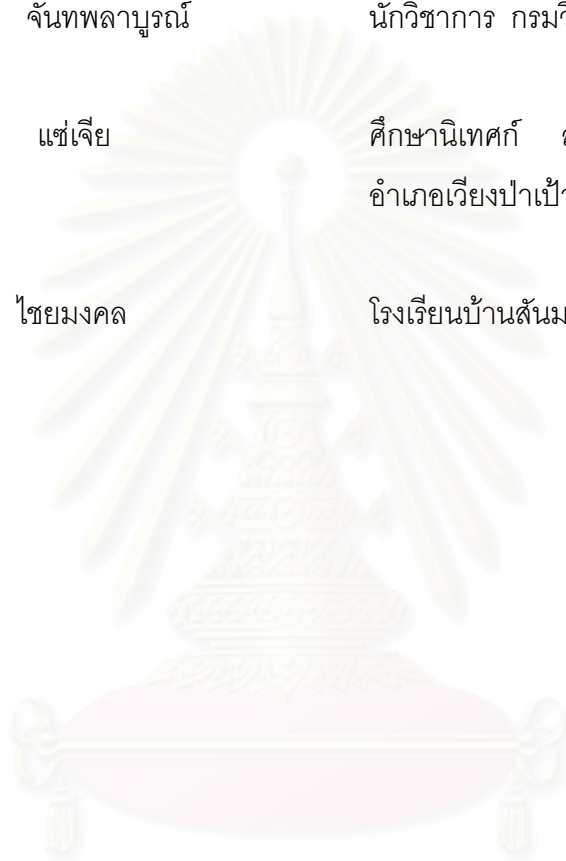 จันทพลาบูรณ์ นักวิชาการ กรมวิ
แซ่เจีย ศึกษานิเทศก์
อำเภอเวียงป่าเป้า
ไชยมงคล โรงเรียนบ้านสันม